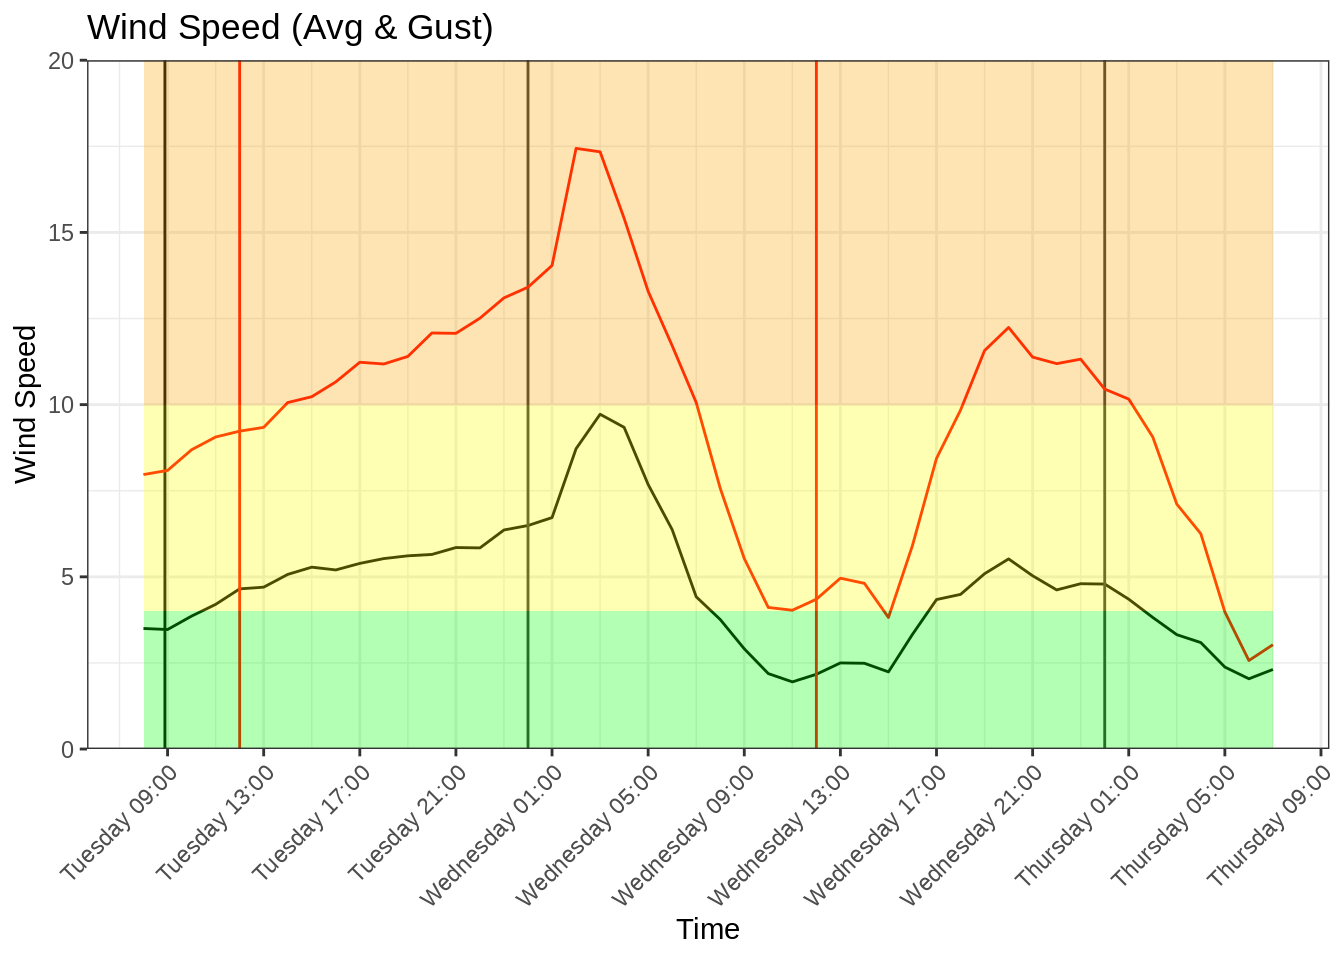 Wind Speed (Avg & Gust)
Wind Speed
20
15
10
5
0
Tuesday 09:00
Tuesday 13:00
Tuesday 17:00
Tuesday 21:00
Wednesday 01:00
Wednesday 05:00
Wednesday 09:00
Wednesday 13:00
Wednesday 17:00
Wednesday 21:00
Thursday 01:00
Thursday 05:00
Thursday 09:00
Time